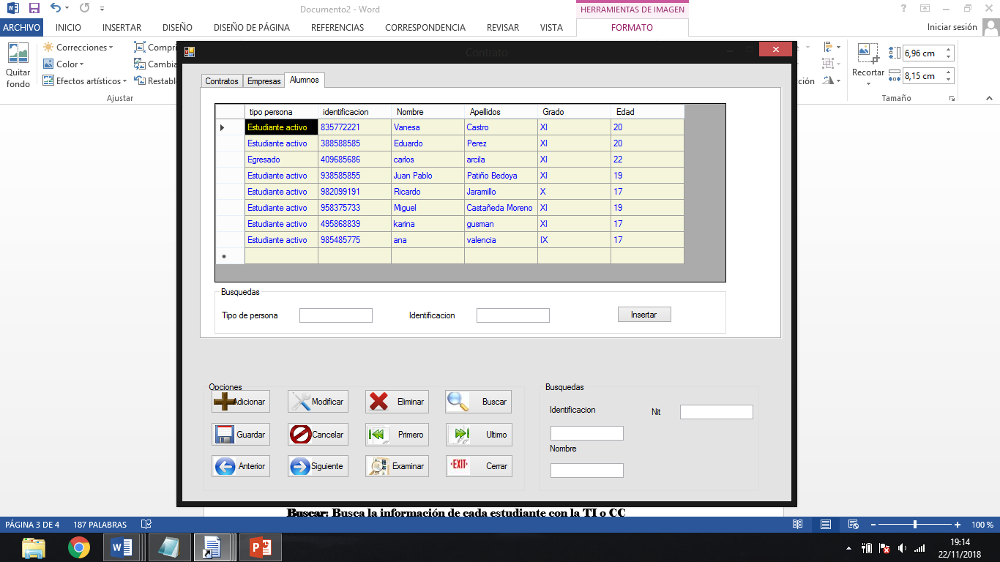 Documento2 - Word
HERRAMIENTAS DE IMAGEN
?
ARCHIVO INICIO INSERTAR DISEÑO DISEÑO DE PÁGINA REFERENCIAS CORRESPONDENCIA REVISAR VISTA FORMATO Iniciar sesión
Quitar fondo
Correcciones
Color
Efectos artísticos
Ajustar
Compri
Cambia
Restabl
ción
Recortar
6,96 cm
8,15 cm
Tamaño
Contrato
Contratos Empresas Alumnos
tipo persona identificacion Nombre Apellidos Grado Edad
Estudiante activo 835772221 Vanesa Castro XI 20
Estudiante activo 388588585 Eduardo Perez XI 20
Egresado 409685686 carlos arcila XI 22
Estudiante activo 938585855 Juan Pablo Patiño Bedoya XI 19
Estudiante activo 982099191 Ricardo Jaramillo X 17
Estudiante activo 958375733 Miguel Castañeda Moreno XI 19
Estudiante activo 495868839 karina gusman XI 17
Estudiante activo 985485775 ana valencia IX 17
*
Busquedas
Tipo de persona Identificacion Insertar
Opciones
Adicionar Modificar Eliminar Buscar
Guardar Cancelar Primero Ultimo
Anterior Siguiente Examinar EXIT Cerrar
Busquedas
Identificacion Nit
Nombre
Buscar: Busca la información de cada estudiante con la TI o CC
PÁGINA 3 DE 4 187 PALABRAS 100 %
19:14
22/11/2018